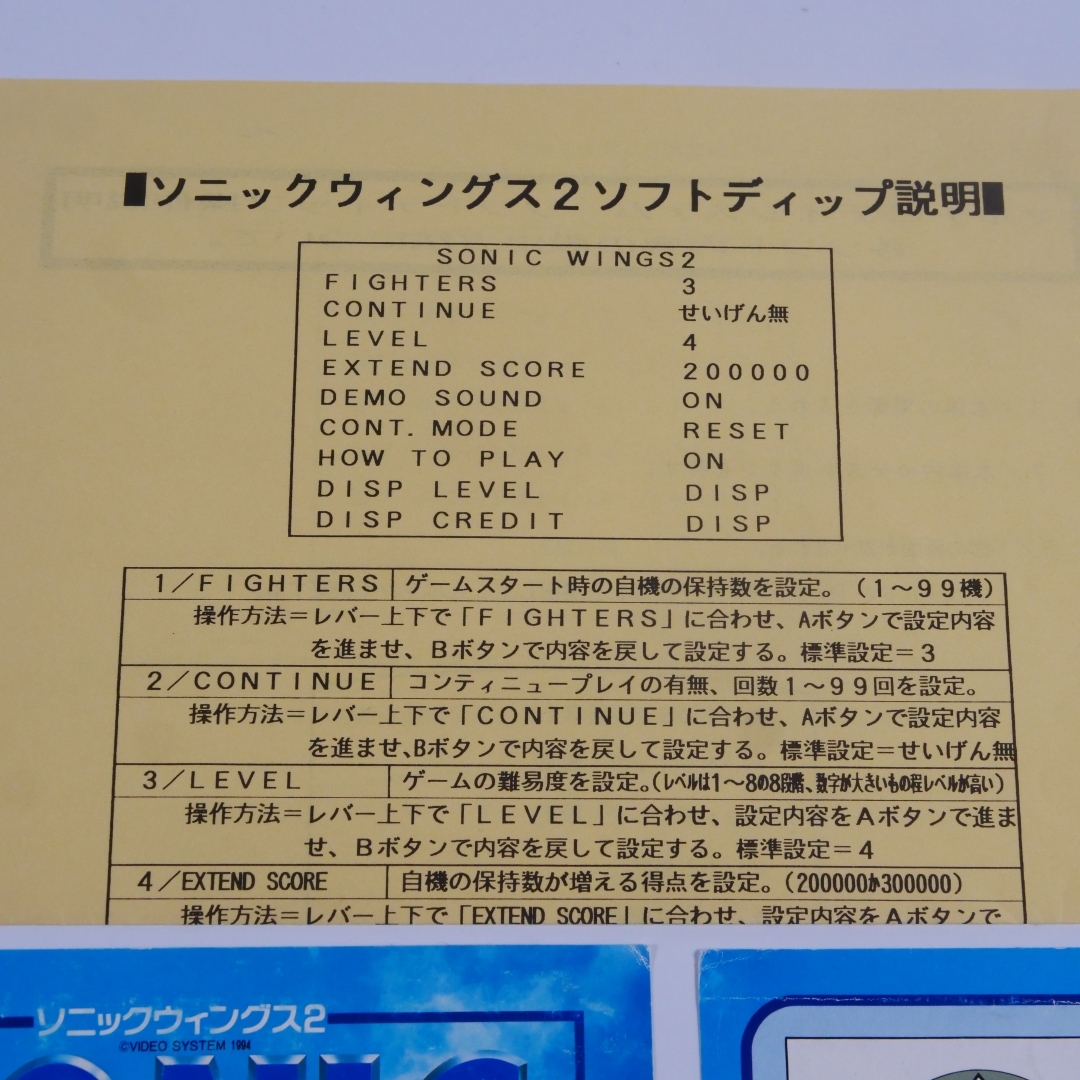 ■ソニックウィングス2ソフトディップ説明■
SONIC WINGS2
FIGHTERS 3
CONTINUE せいげん無
LEVEL 4
EXTEND SCORE 200000
DEMO SOUND ON
CONT. MODE RESET
HOW TO PLAY ON
DISP LEVEL DISP
DISP CREDIT DISP
1/FIGHTERS ゲームスタート時の自機の保持数を設定。(1〜99機)
操作方法=レバー上下で「FIGHTERS」に合わせ、Aボタンで設定内容
を進ませ、Bボタンで内容を戻して設定する。標準設定=3
2/CONTINUE コンティニュープレイの有無、回数1〜99回を設定。
操作方法=レバー上下で「CONTINUE」に合わせ、Aボタンで設定内容
を進ませ、Bボタンで内容を戻して設定する。標準設定=せいげん無
3/LEVEL ゲームの難易度を設定。(レベルは1〜8の8段階、数字が大きいもの程レベルが高い)
操作方法=レバー上下で「LEVEL」に合わせ、設定内容をAボタンで進ま
せ、Bボタンで内容を戻して設定する。標準設定=4
4/EXTEND SCORE 自機の保持数が増える得点を設定。(200000か300000)
操作方法=レバー上下で「EXTEND SCORE」に合わせ、設定内容をAボタンで
ソニックウィングス2
©VIDEO SYSTEM 1994